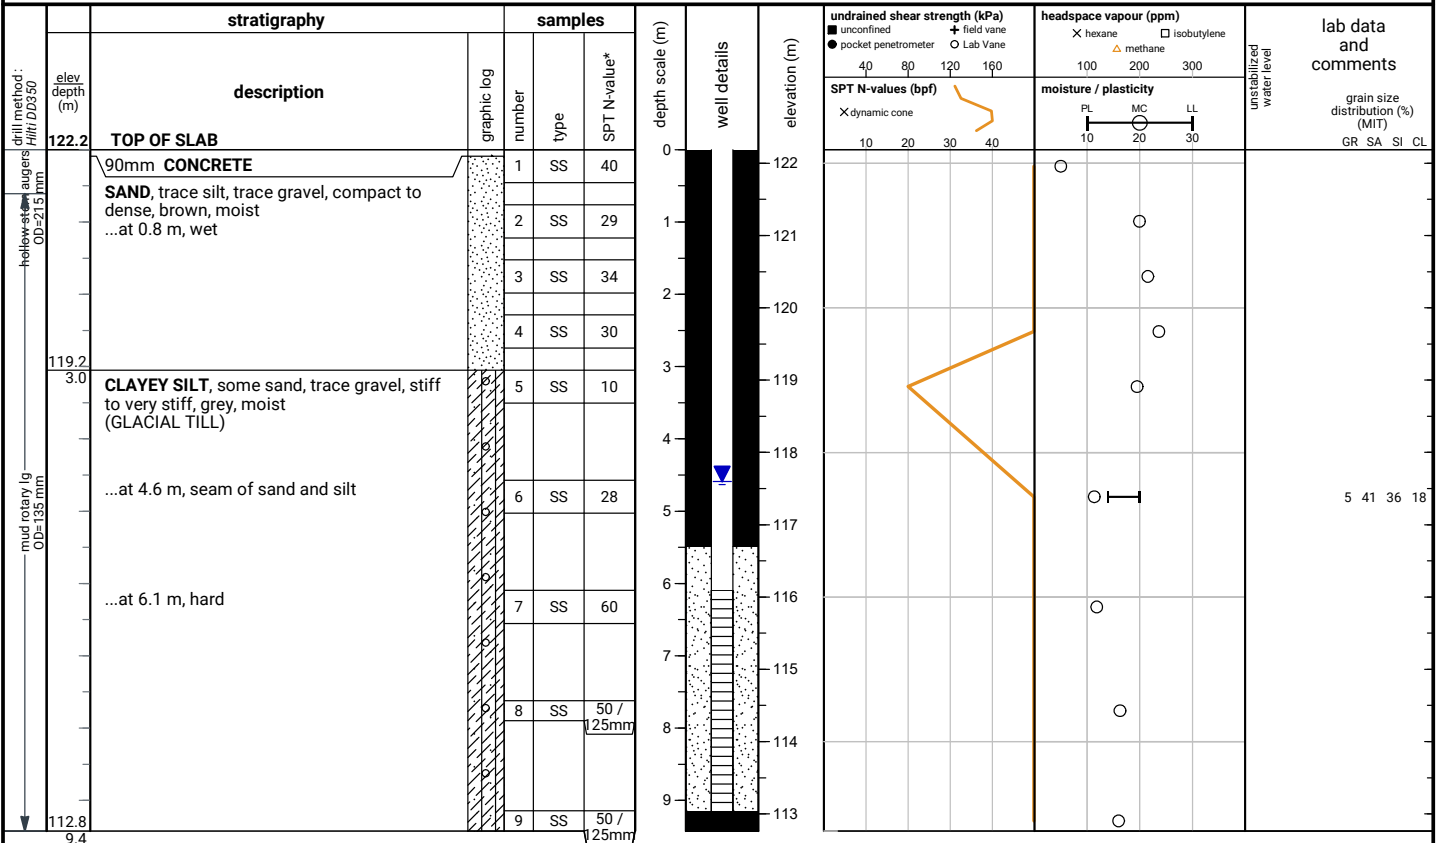 stratigraphy
samples
drill method :
Hilti DD350
elev
depth
(m)
description
graphic log
number
type
SPT N-value*
depth scale (m)
well details
elevation (m)
undrained shear strength (kPa)
unconfined
field vane
pocket penetrometer
Lab Vane
40 80 120 160
SPT N-values (bpf)
dynamic cone
10 20 30 40
headspace vapour (ppm)
hexane
isobutylene
methane
100 200 300
moisture / plasticity
PL MC LL
10 20 30
unstabilized
water level
lab data
and
comments
grain size
distribution (%)
(MIT)
GR SA SI CL
122.2 TOP OF SLAB
hollow stem augers
OD=215 mm
mud rotary lg
OD=135 mm
90mm CONCRETE
SAND, trace silt, trace gravel, compact to
dense, brown, moist
...at 0.8 m, wet
119.2
3.0
CLAYEY SILT, some sand, trace gravel, stiff
to very stiff, grey, moist
(GLACIAL TILL)
...at 4.6 m, seam of sand and silt
...at 6.1 m, hard
112.8
9.4
1 SS 40
2 SS 29
3 SS 34
4 SS 30
5 SS 10
6 SS 28
7 SS 60
8 SS 50 /
125mm
9 SS 50 /
125mm
0
1
2
3
4
5
6
7
8
9
122
121
120
119
118
117
116
115
114
113
5 41 36 18